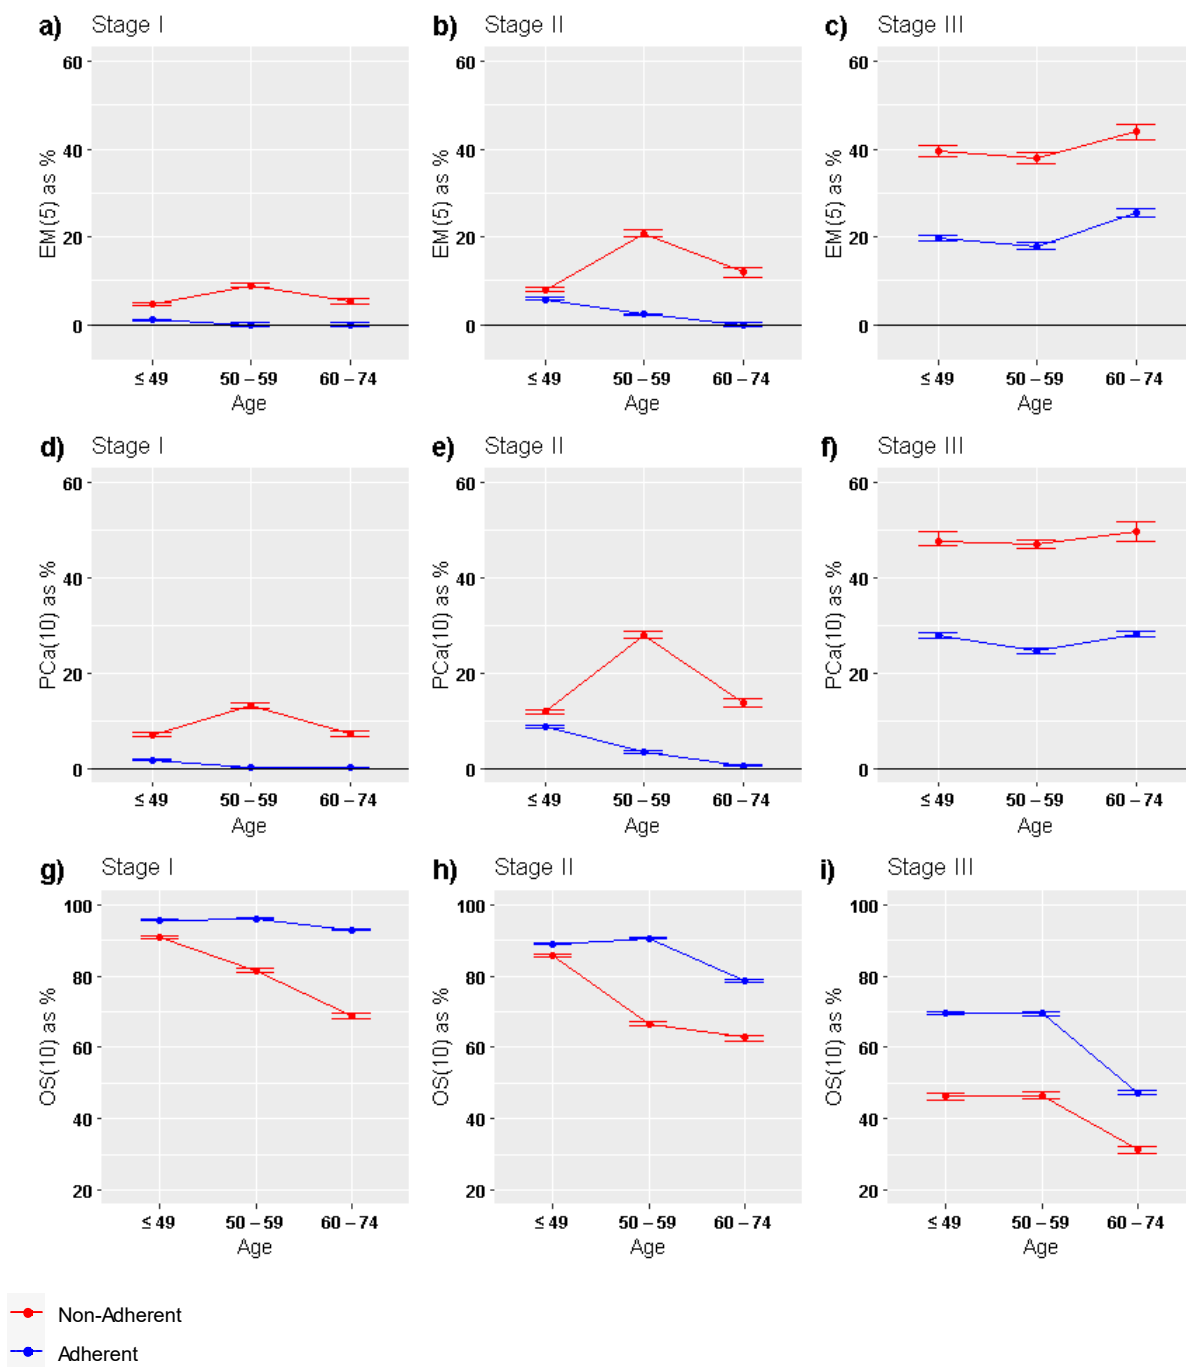 a) Stage I
b) Stage II
c) Stage III
EM(5) as %
60
40
20
0
≤ 49 50 – 59 60 – 74
Age
EM(5) as %
60
40
20
0
≤ 49 50 – 59 60 – 74
Age
EM(5) as %
60
40
20
0
≤ 49 50 – 59 60 – 74
Age
d) Stage I
e) Stage II
f) Stage III
PCa(10) as %
60
40
20
0
≤ 49 50 – 59 60 – 74
Age
PCa(10) as %
60
40
20
0
≤ 49 50 – 59 60 – 74
Age
PCa(10) as %
60
40
20
0
≤ 49 50 – 59 60 – 74
Age
g) Stage I
h) Stage II
i) Stage III
OS(10) as %
100
80
60
40
20
≤ 49 50 – 59 60 – 74
Age
OS(10) as %
100
80
60
40
20
≤ 49 50 – 59 60 – 74
Age
OS(10) as %
100
80
60
40
20
≤ 49 50 – 59 60 – 74
Age
Non-Adherent
Adherent